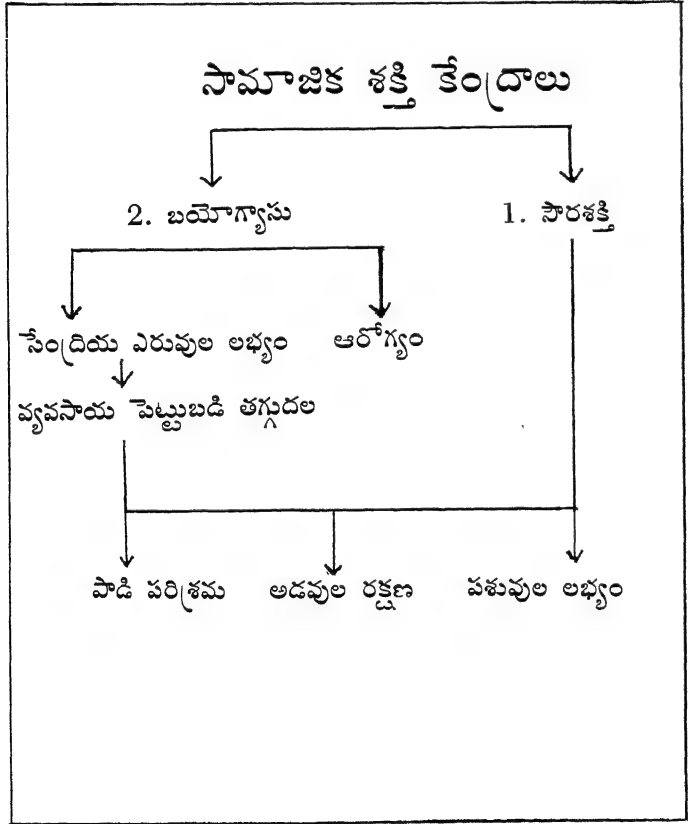 సామాజిక శక్తి కేంద్రాలు
2. బయోగ్యాసు 1. సౌరశక్తి
సేంద్రియ ఎరువుల లభ్యం ఆరోగ్యం
వ్యవసాయ పెట్టుబడి తగ్గుదల
పాడి పరిశ్రమ అడవుల రక్షణ పశువుల లభ్యం